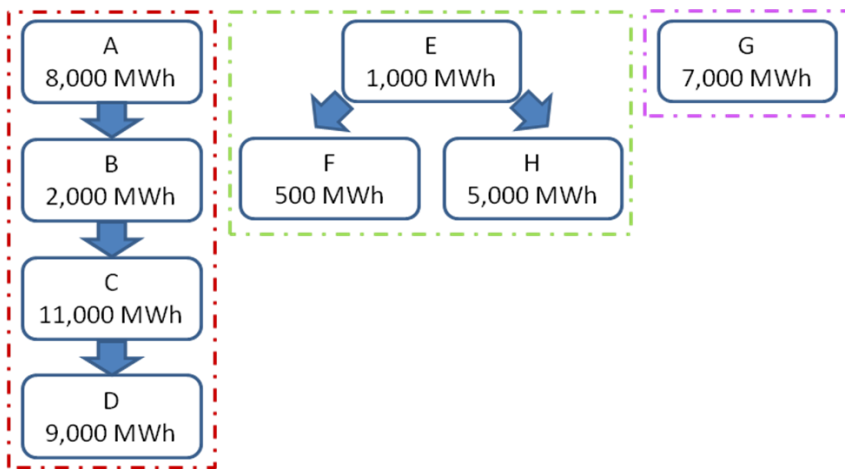 A
8,000 MWh
B
2,000 MWh
C
11,000 MWh
D
9,000 MWh
E
1,000 MWh
F
500 MWh
H
5,000 MWh
G
7,000 MWh